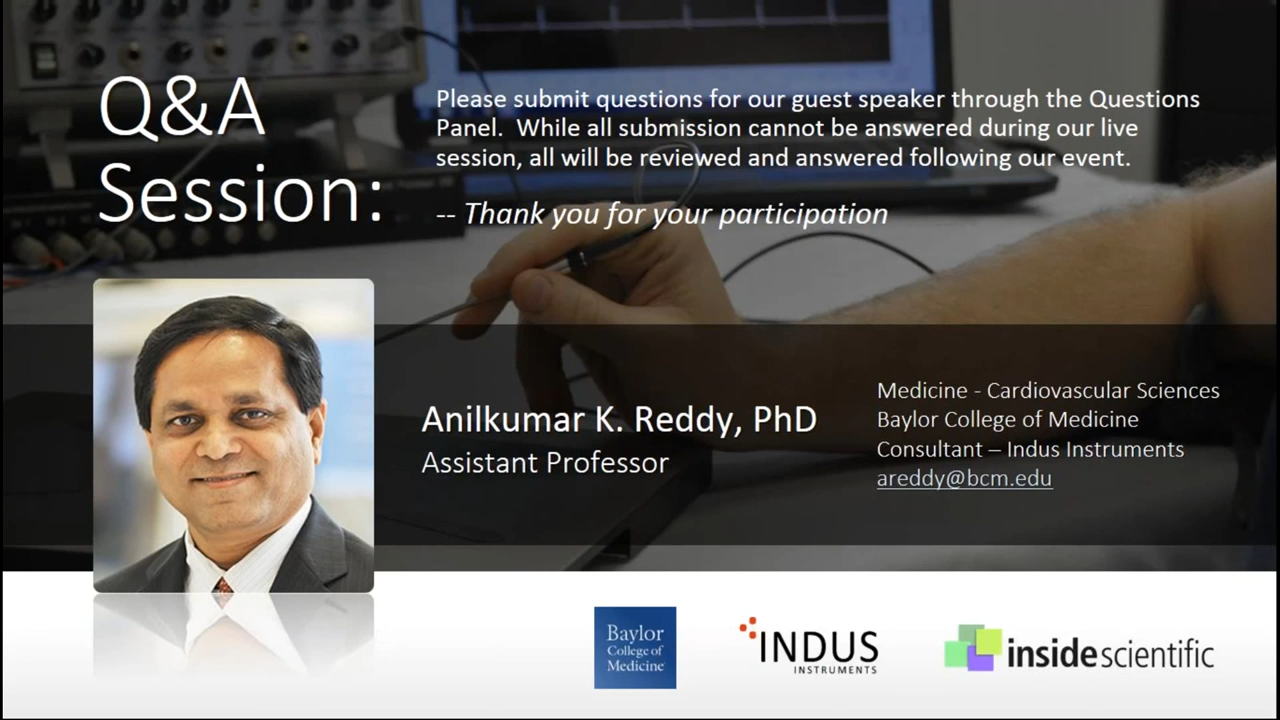 Q&A
Session:
Please submit questions for our guest speaker through the Questions
Panel.  While all submission cannot be answered during our live
session, all will be reviewed and answered following our event.
-- Thank you for your participation
Anilkumar K. Reddy, PhD
Assistant Professor
Medicine - Cardiovascular Sciences
Baylor College of Medicine
Consultant – Indus Instruments
areddy@bcm.edu
Baylor
College of
Medicine
INDUS
INSTRUMENTS
insidescientific